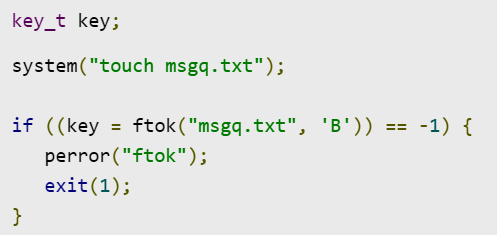 key_t key;
system("touch msgq.txt");
if ((key = ftok("msgq.txt", 'B')) == -1) {
   perror("ftok");
   exit(1);
}